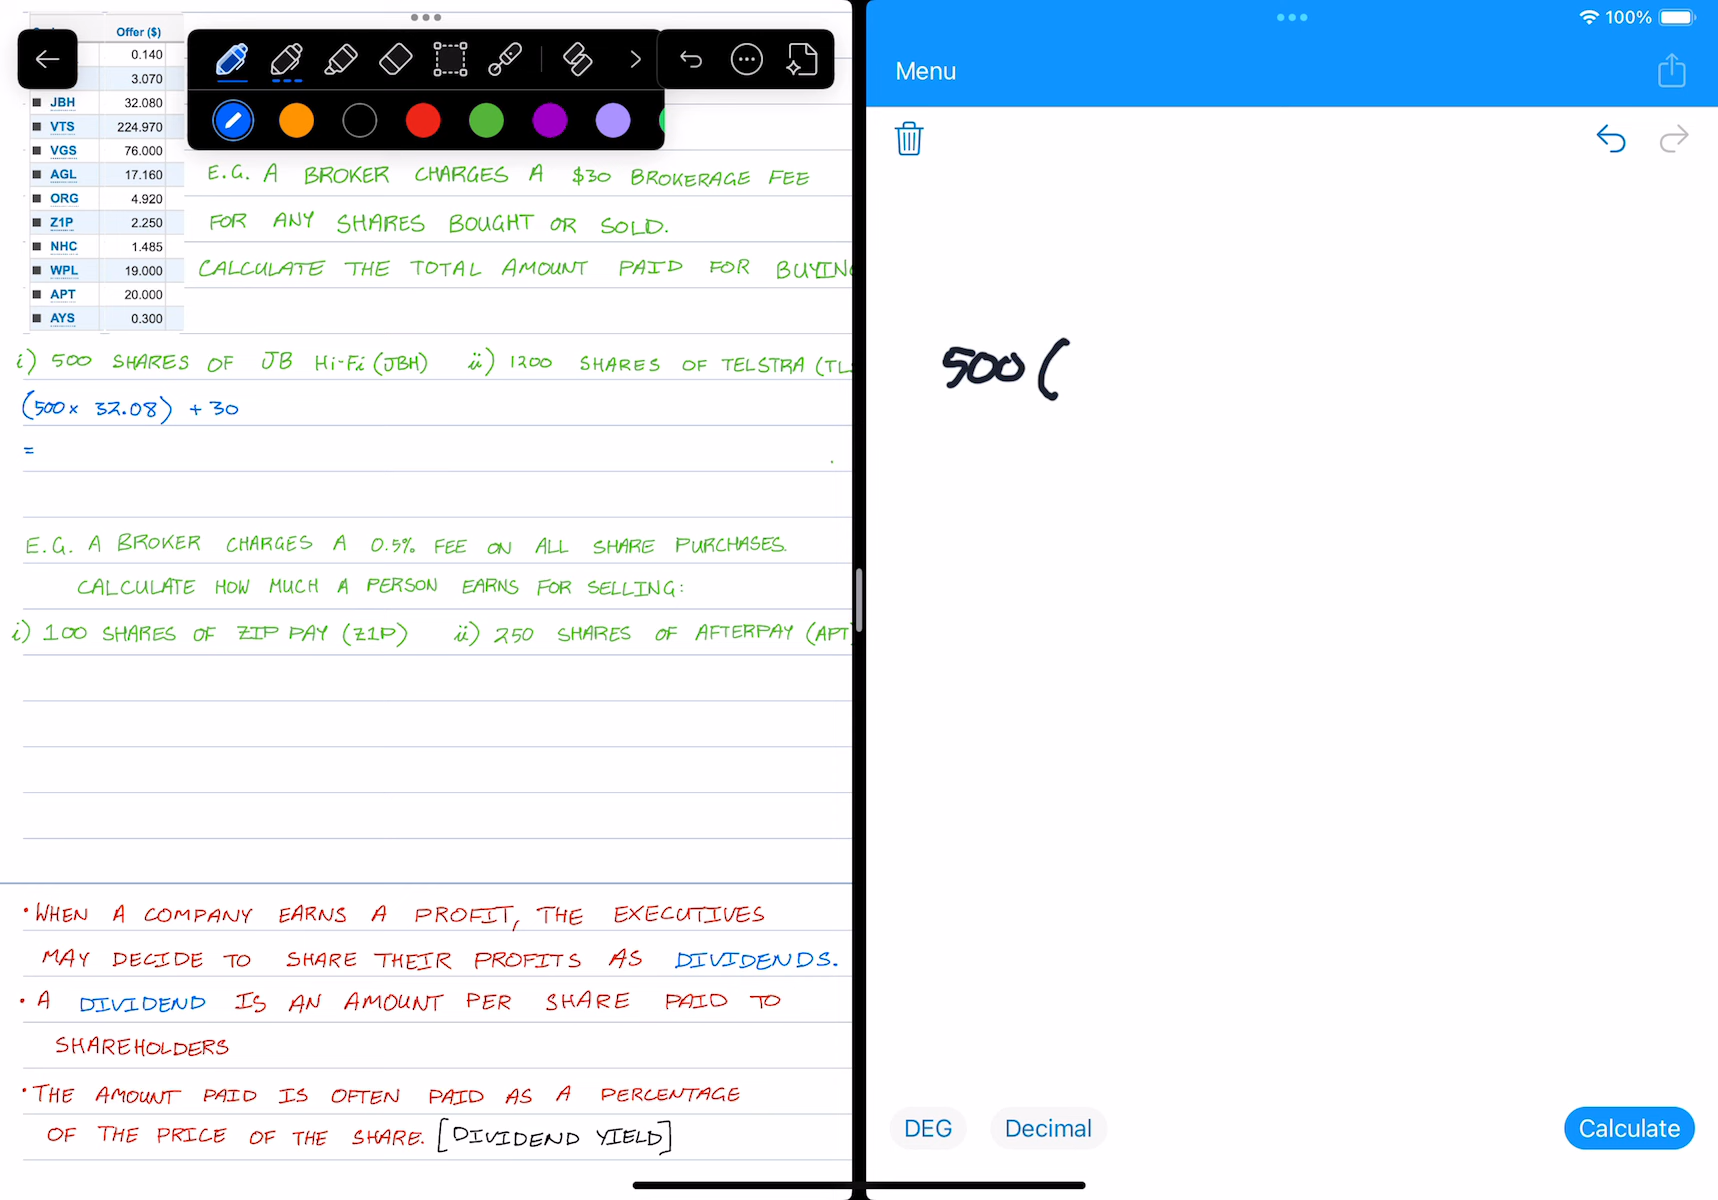 Offer ($)
0.140
3.070
JBH 32.080
VTS 224.970
VGS 76.000
AGL 17.160
ORG 4.920
Z1P 2.250
NHC 1.485
WPL 19.000
APT 20.000
AYS 0.300
E.G. A BROKER CHARGES A $30 BROKERAGE FEE
FOR ANY SHARES BOUGHT OR SOLD.
CALCULATE THE TOTAL AMOUNT PAID FOR BUYING
i) 500 SHARES OF JB Hi-Fi (JBH) ii) 1200 SHARES OF TELSTRA (TLS
(500 x 32.08) + 30
=
E.G. A BROKER CHARGES A 0.5% FEE ON ALL SHARE PURCHASES.
CALCULATE HOW MUCH A PERSON EARNS FOR SELLING:
i) 100 SHARES OF ZIP PAY (Z1P) ii) 250 SHARES OF AFTERPAY (APT)
• WHEN A COMPANY EARNS A PROFIT, THE EXECUTIVES
MAY DECIDE TO SHARE THEIR PROFITS AS DIVIDENDS.
• A DIVIDEND IS AN AMOUNT PER SHARE PAID TO
SHAREHOLDERS
• THE AMOUNT PAID IS OFTEN PAID AS A PERCENTAGE
OF THE PRICE OF THE SHARE. [DIVIDEND YIELD]
100%
Menu
500 (
DEG Decimal Calculate